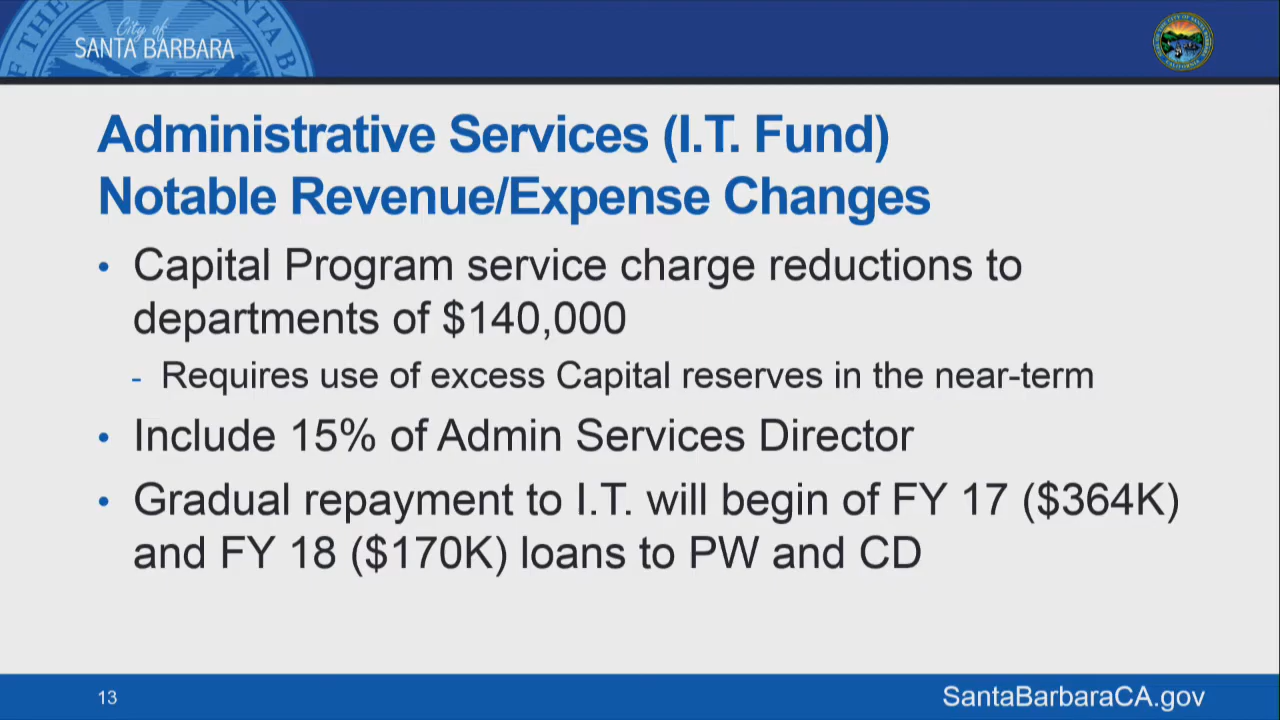 City of
SANTA BARBARA
Administrative Services (I.T. Fund)
Notable Revenue/Expense Changes
• Capital Program service charge reductions to
departments of $140,000
- Requires use of excess Capital reserves in the near-term
• Include 15% of Admin Services Director
• Gradual repayment to I.T. will begin of FY 17 ($364K)
and FY 18 ($170K) loans to PW and CD
13
SantaBarbaraCA.gov